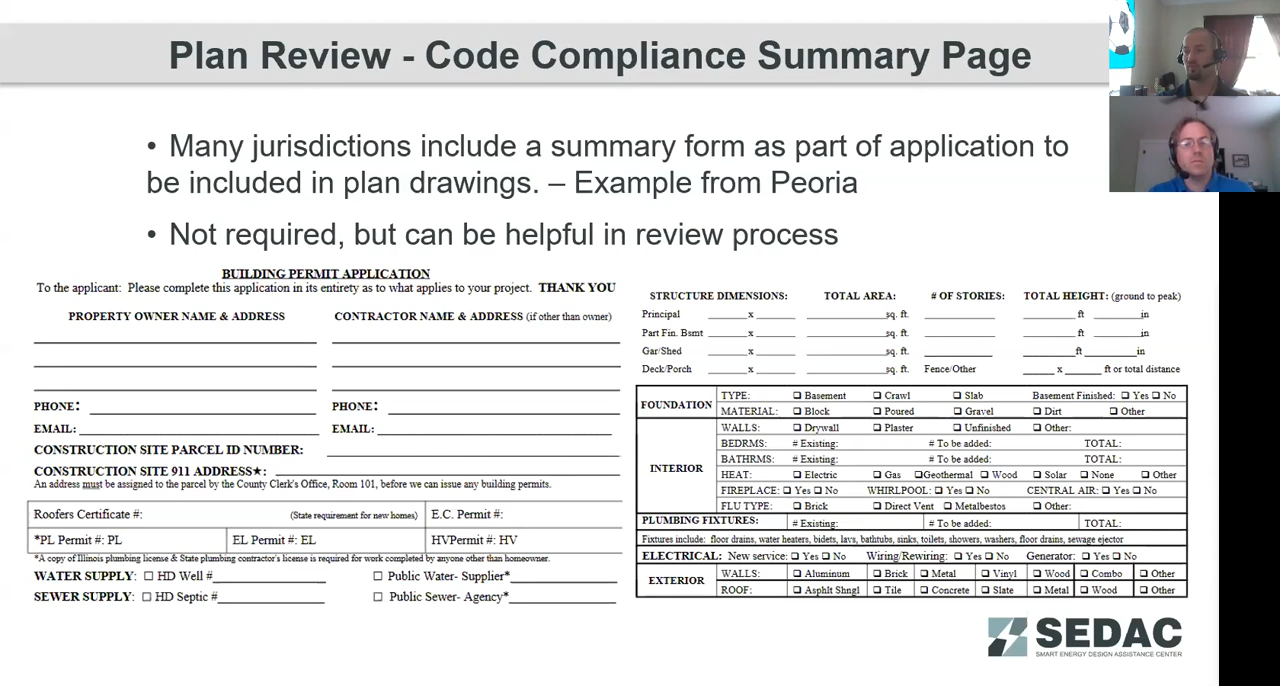 Plan Review - Code Compliance Summary Page
• Many jurisdictions include a summary form as part of application to
be included in plan drawings. – Example from Peoria
• Not required, but can be helpful in review process
BUILDING PERMIT APPLICATION
To the applicant: Please complete this application in its entirety as to what applies to your project. THANK YOU
PROPERTY OWNER NAME & ADDRESS CONTRACTOR NAME & ADDRESS (if other than owner)
PHONE: PHONE:
EMAIL: EMAIL:
CONSTRUCTION SITE PARCEL ID NUMBER:
CONSTRUCTION SITE 911 ADDRESS★:
An address must be assigned to the parcel by the County Clerk's Office, Room 101, before we can issue any building permits.
Roofers Certificate #: (State requirement for new homes) E.C. Permit #:
*PL Permit #: PL EL Permit #: EL HVPermit #: HV
*A copy of Illinois plumbing license & State plumbing contractor's license is required for work completed by anyone other than homeowner.
WATER SUPPLY: ☐ HD Well # ☐ Public Water- Supplier*
SEWER SUPPLY: ☐ HD Septic # ☐ Public Sewer- Agency*
STRUCTURE DIMENSIONS: TOTAL AREA: # OF STORIES: TOTAL HEIGHT: (ground to peak)
Principal x sq. ft. ft in
Part Fin. Bsmt x sq. ft. ft in
Gar/Shed x sq. ft. ft in
Deck/Porch x sq. ft. Fence/Other x ft or total distance
FOUNDATION TYPE: ☐ Basement ☐ Crawl ☐ Slab Basement Finished: ☐ Yes ☐ No
MATERIAL: ☐ Block ☐ Poured ☐ Gravel ☐ Dirt ☐ Other
INTERIOR WALLS: ☐ Drywall ☐ Plaster ☐ Unfinished ☐ Other:
BEDRMS: # Existing: # To be added: TOTAL:
BATHRMS: # Existing: # To be added: TOTAL:
HEAT: ☐ Electric ☐ Gas ☐Geothermal ☐ Wood ☐ Solar ☐ None ☐ Other
FIREPLACE: ☐ Yes ☐ No WHIRLPOOL: ☐ Yes ☐ No CENTRAL AIR: ☐ Yes ☐ No
FLU TYPE: ☐ Brick ☐ Direct Vent ☐ Metalbestos ☐ Other:
PLUMBING FIXTURES: # Existing: # To be added: TOTAL:
Fixtures include: floor drains, water heaters, bidets, lavs, bathtubs, sinks, toilets, showers, washers, floor drains, sewage ejector
ELECTRICAL: New service: ☐ Yes ☐ No Wiring/Rewiring: ☐ Yes ☐ No Generator: ☐ Yes ☐ No
EXTERIOR WALLS: ☐ Aluminum ☐ Brick ☐ Metal ☐ Vinyl ☐ Wood ☐ Combo ☐ Other
ROOF: ☐ Asphlt Shngl ☐ Tile ☐ Concrete ☐ Slate ☐ Metal ☐ Wood ☐ Other
SEDAC
SMART ENERGY DESIGN ASSISTANCE CENTER